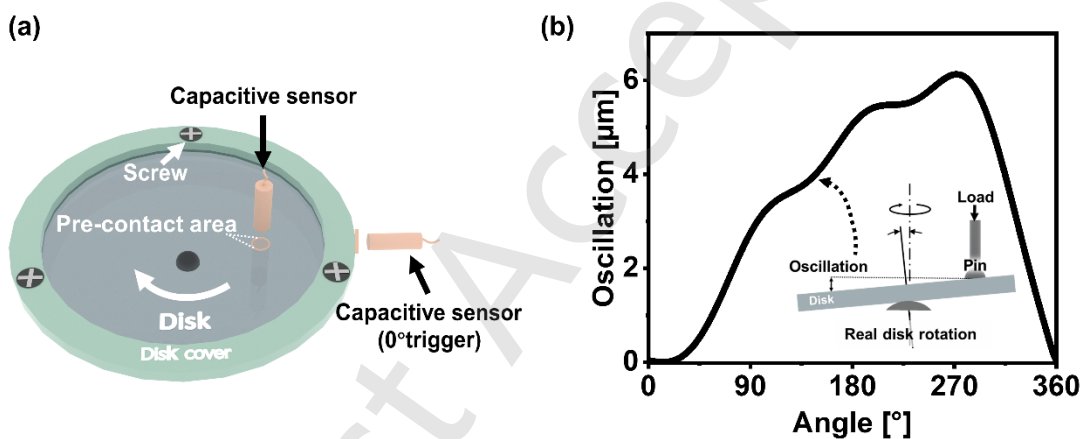 (a)
Capacitive sensor
Screw
Pre-contact area
Disk
Disk cover
Capacitive sensor
(0°trigger)
(b)
Oscillation [μm]
6
4
2
0
0
90
180
270
360
Angle [°]
Load
Pin
Oscillation
Disk
Real disk rotation